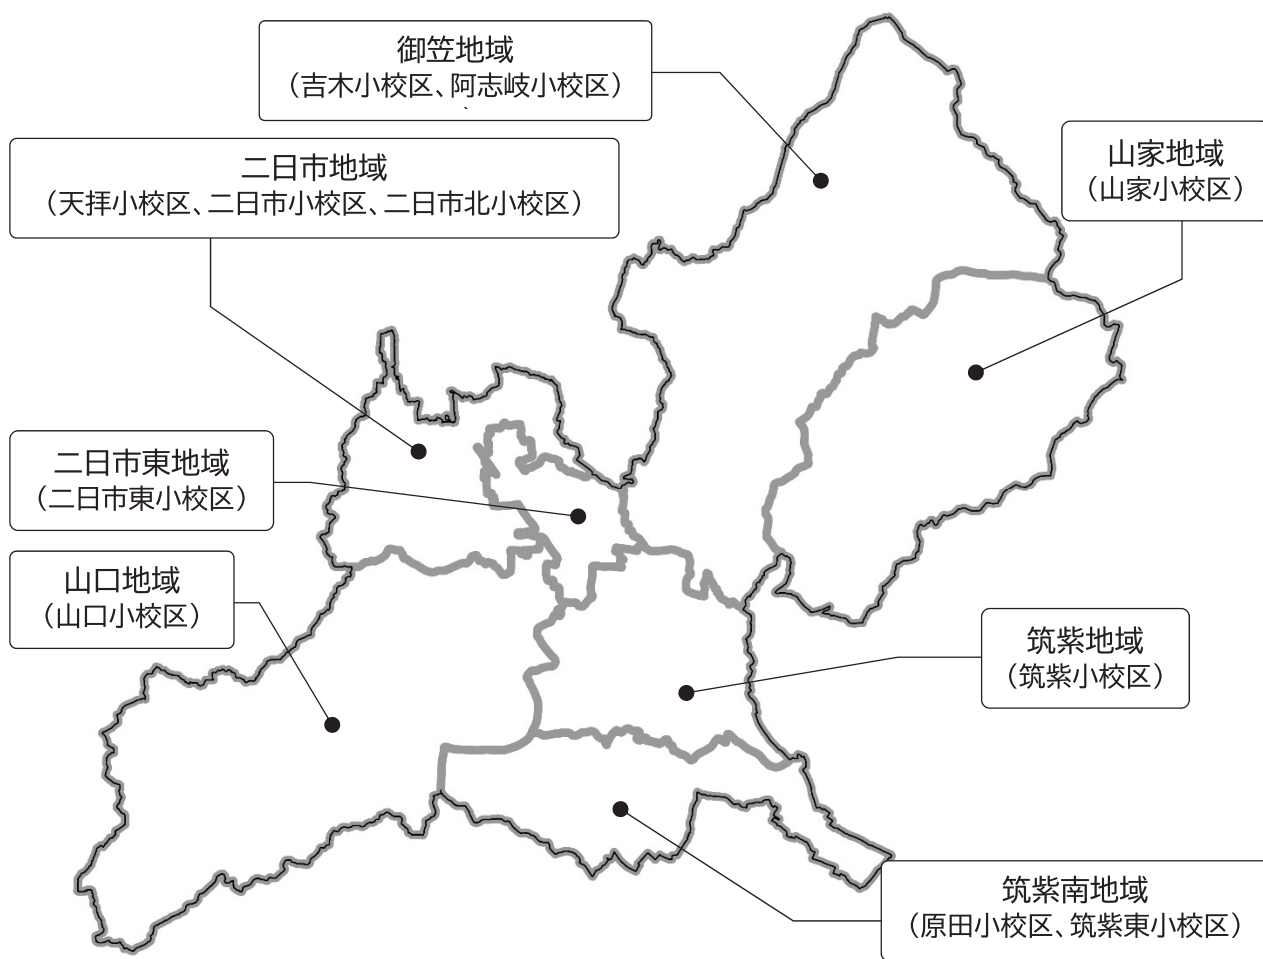 御笠地域
（吉木小校区、阿志岐小校区）
山家地域
（山家小校区）
二日市地域
（天拝小校区、二日市小校区、二日市北小校区）
二日市東地域
（二日市東小校区）
山口地域
（山口小校区）
筑紫地域
（筑紫小校区）
筑紫南地域
（原田小校区、筑紫東小校区）